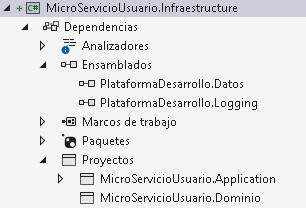 C# MicroServicioUsuario.Infraestructure
Dependencias
Analizadores
Ensamblados
PlataformaDesarrollo.Datos
PlataformaDesarrollo.Logging
Marcos de trabajo
Paquetes
Proyectos
MicroServicioUsuario.Application
MicroServicioUsuario.Dominio